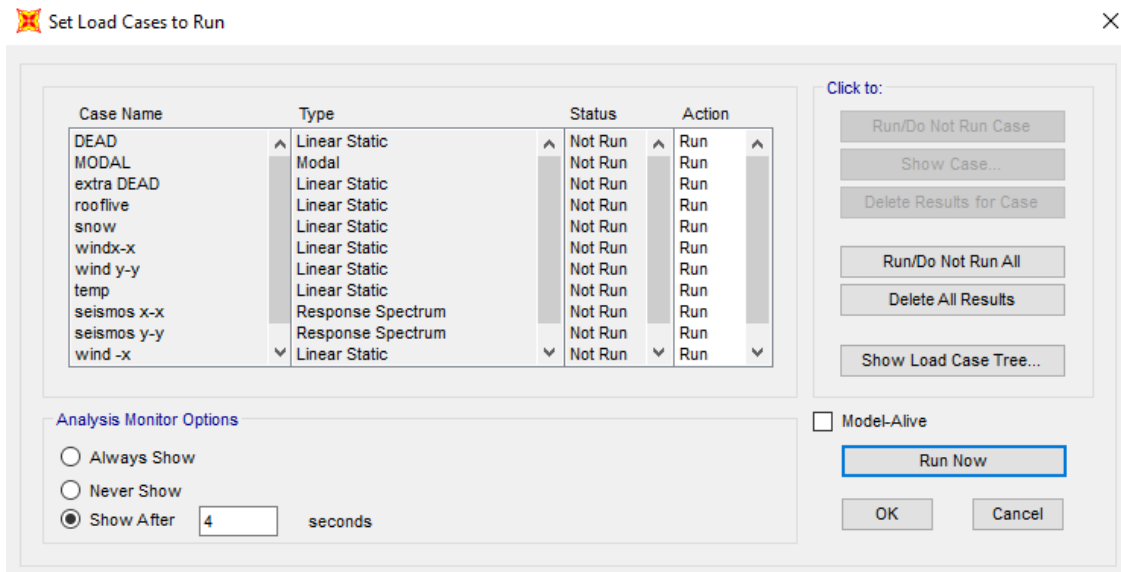 Set Load Cases to Run
Click to:
Case Name Type Status Action
DEAD Linear Static Not Run Run
MODAL Modal Not Run Run
extra DEAD Linear Static Not Run Run
rooflive Linear Static Not Run Run
snow Linear Static Not Run Run
windx-x Linear Static Not Run Run
wind y-y Linear Static Not Run Run
temp Linear Static Not Run Run
seismos x-x Response Spectrum Not Run Run
seismos y-y Response Spectrum Not Run Run
wind -x Linear Static Not Run Run
Run/Do Not Run Case
Show Case...
Delete Results for Case
Run/Do Not Run All
Delete All Results
Show Load Case Tree...
Analysis Monitor Options
Always Show
Never Show
Show After 4 seconds
Model-Alive
Run Now
OK Cancel